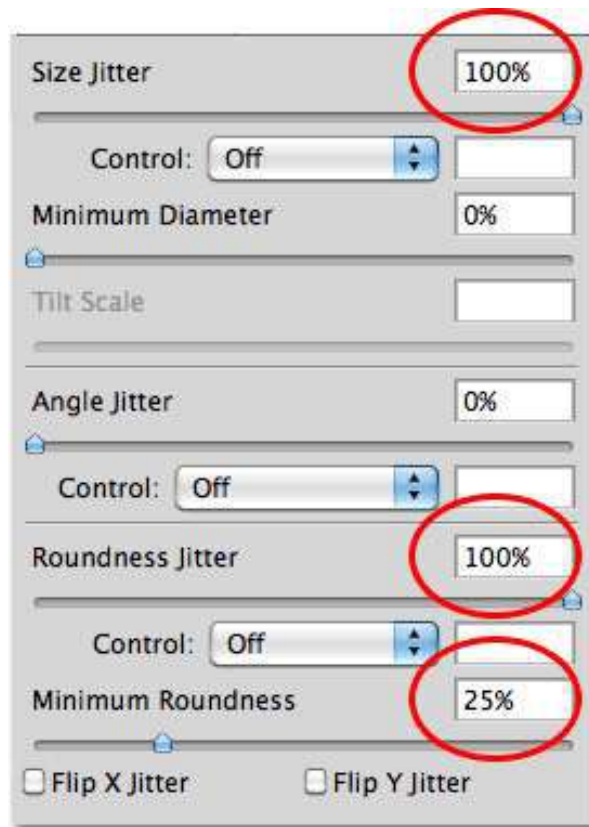 Size Jitter 100%
Control: Off
Minimum Diameter 0%
Tilt Scale
Angle Jitter 0%
Control: Off
Roundness Jitter 100%
Control: Off
Minimum Roundness 25%
Flip X Jitter Flip Y Jitter